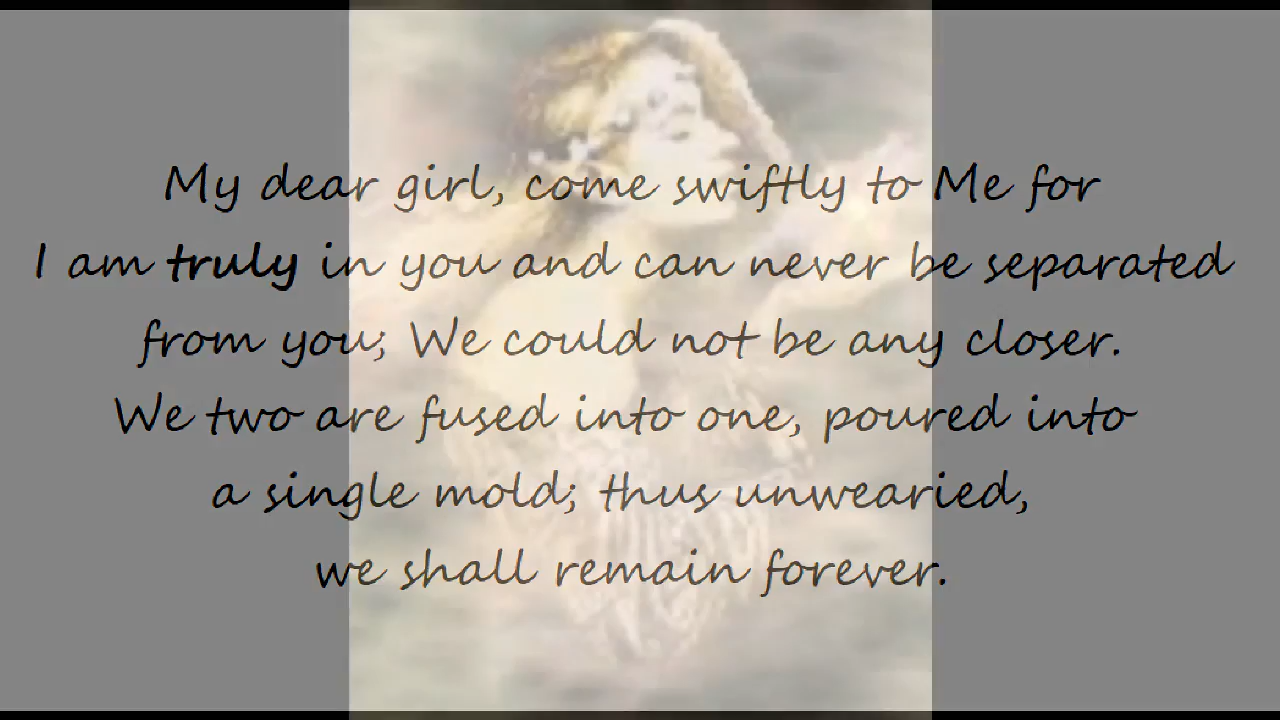 My dear girl, come swiftly to Me for
I am truly in you and can never be separated
from you; We could not be any closer.
We two are fused into one, poured into
a single mold; thus unwearied,
we shall remain forever.